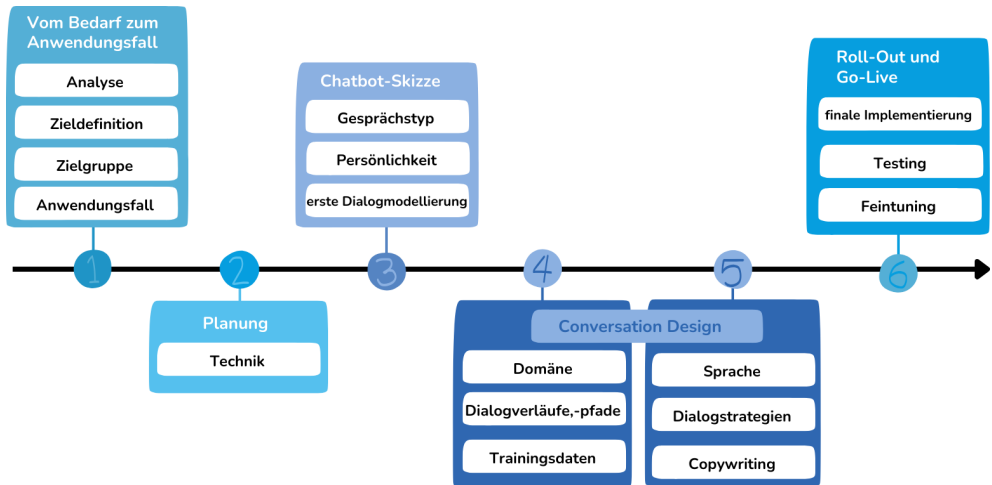 Vom Bedarf zum
Anwendungsfall
Analyse
Zieldefinition
Zielgruppe
Anwendungsfall
1
2
Planung
Technik
Chatbot-Skizze
Gesprächstyp
Persönlichkeit
erste Dialogmodellierung
3
4
5
Conversation Design
Domäne
Dialogverläufe,-pfade
Trainingsdaten
Sprache
Dialogstrategien
Copywriting
Roll-Out und
Go-Live
finale Implementierung
Testing
Feintuning
6